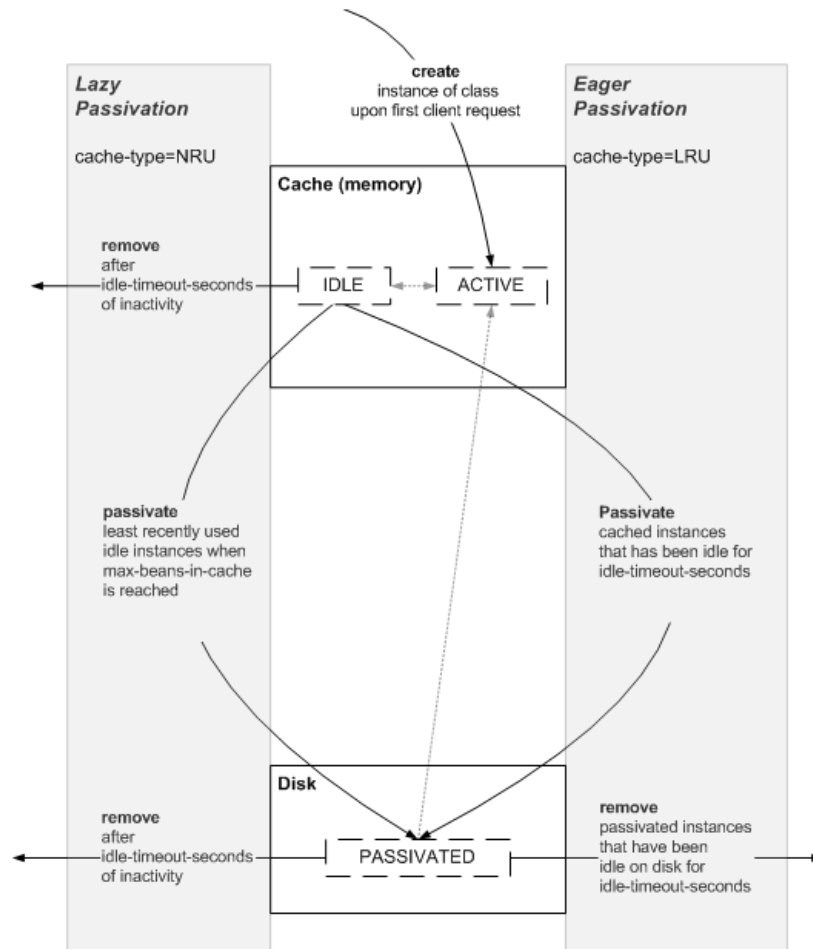 Lazy
Passivation
cache-type=NRU
create
instance of class
upon first client request
Eager
Passivation
cache-type=LRU
Cache (memory)
remove
after
idle-timeout-seconds
of inactivity
IDLE
ACTIVE
passivate
least recently used
idle instances when
max-beans-in-cache
is reached
Passivate
cached instances
that has been idle for
idle-timeout-seconds
Disk
remove
after
idle-timeout-seconds
of inactivity
PASSIVATED
remove
passivated instances
that have been
idle on disk for
idle-timeout-seconds